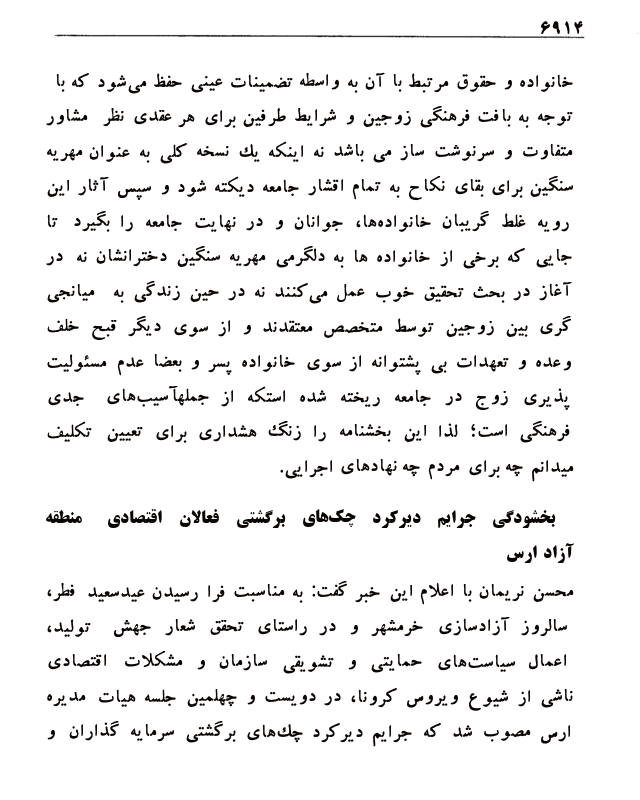 ۶۹۱۴
خانواده و حقوق مرتبط با آن به واسطه تضمینات عینی حفظ می‌شود که با
توجه به بافت فرهنگی زوجین و شرایط طرفین برای هر عقدی نظر مشاور
متفاوت و سرنوشت ساز می باشد نه اینکه یك نسخه کلی به عنوان مهریه
سنگین برای بقای نکاح به تمام اقشار جامعه دیکته شود و سپس آثار این
رویه غلط گریبان خانواده‌ها، جوانان و در نهایت جامعه را بگیرد تا
جایی که برخی از خانواده ها به دلگرمی مهریه سنگین دخترانشان نه در
آغاز در بحث تحقیق خوب عمل می‌کنند نه در حین زندگی به میانجی
گری بین زوجین توسط متخصص معتقدند و از سوی دیگر قبح خلف
وعده و تعهدات بی پشتوانه از سوی خانواده پسر و بعضا عدم مسئولیت
پذیری زوج در جامعه ریخته شده استکه از جملهآسیب‌های جدی
فرهنگی است؛ لذا این بخشنامه را زنگ هشداری برای تعیین تکلیف
میدانم چه برای مردم چه نهادهای اجرایی.
بخشودگی جرایم دیرکرد چک‌های برگشتی فعالان اقتصادی منطقه
آزاد ارس
محسن نریمان با اعلام این خبر گفت: به مناسبت فرا رسیدن عیدسعید فطر،
سالروز آزادسازی خرمشهر و در راستای تحقق شعار جهش تولید،
اعمال سیاست‌های حمایتی و تشویقی سازمان و مشکلات اقتصادی
ناشی از شیوع ویروس کرونا، در دویست و چهلمین جلسه هیات مدیره
ارس مصوب شد که جرایم دیرکرد چك‌های برگشتی سرمایه گذاران و